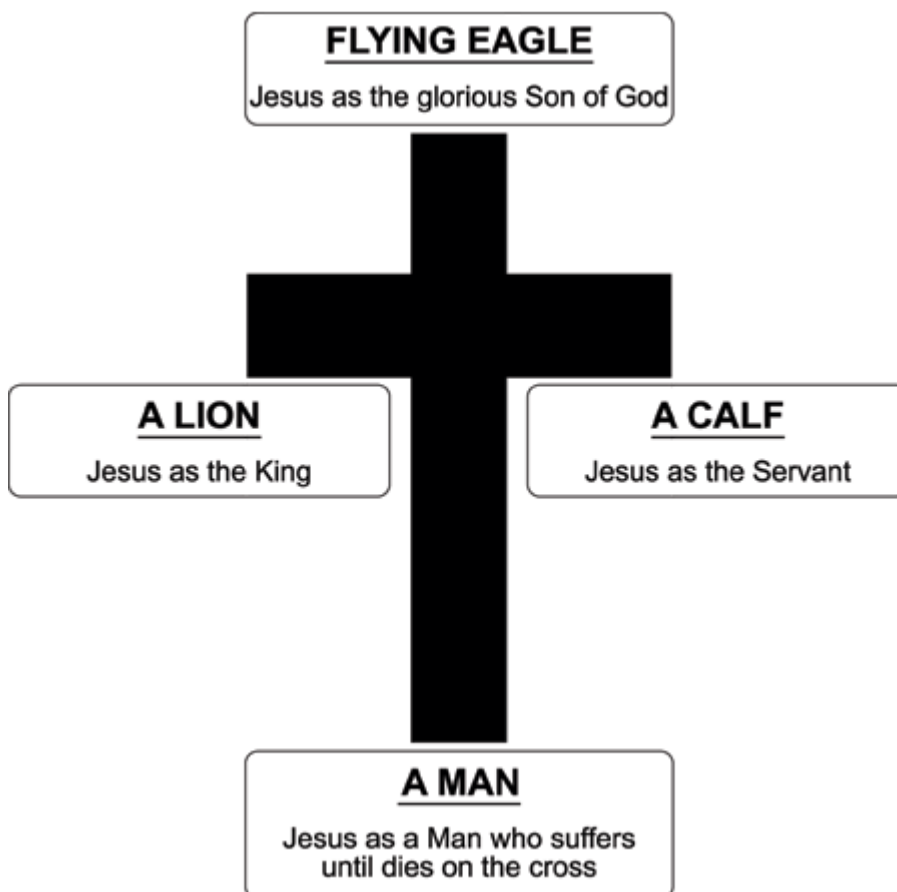 FLYING EAGLE
Jesus as the glorious Son of God
A LION
Jesus as the King
A CALF
Jesus as the Servant
A MAN
Jesus as a Man who suffers
until dies on the cross